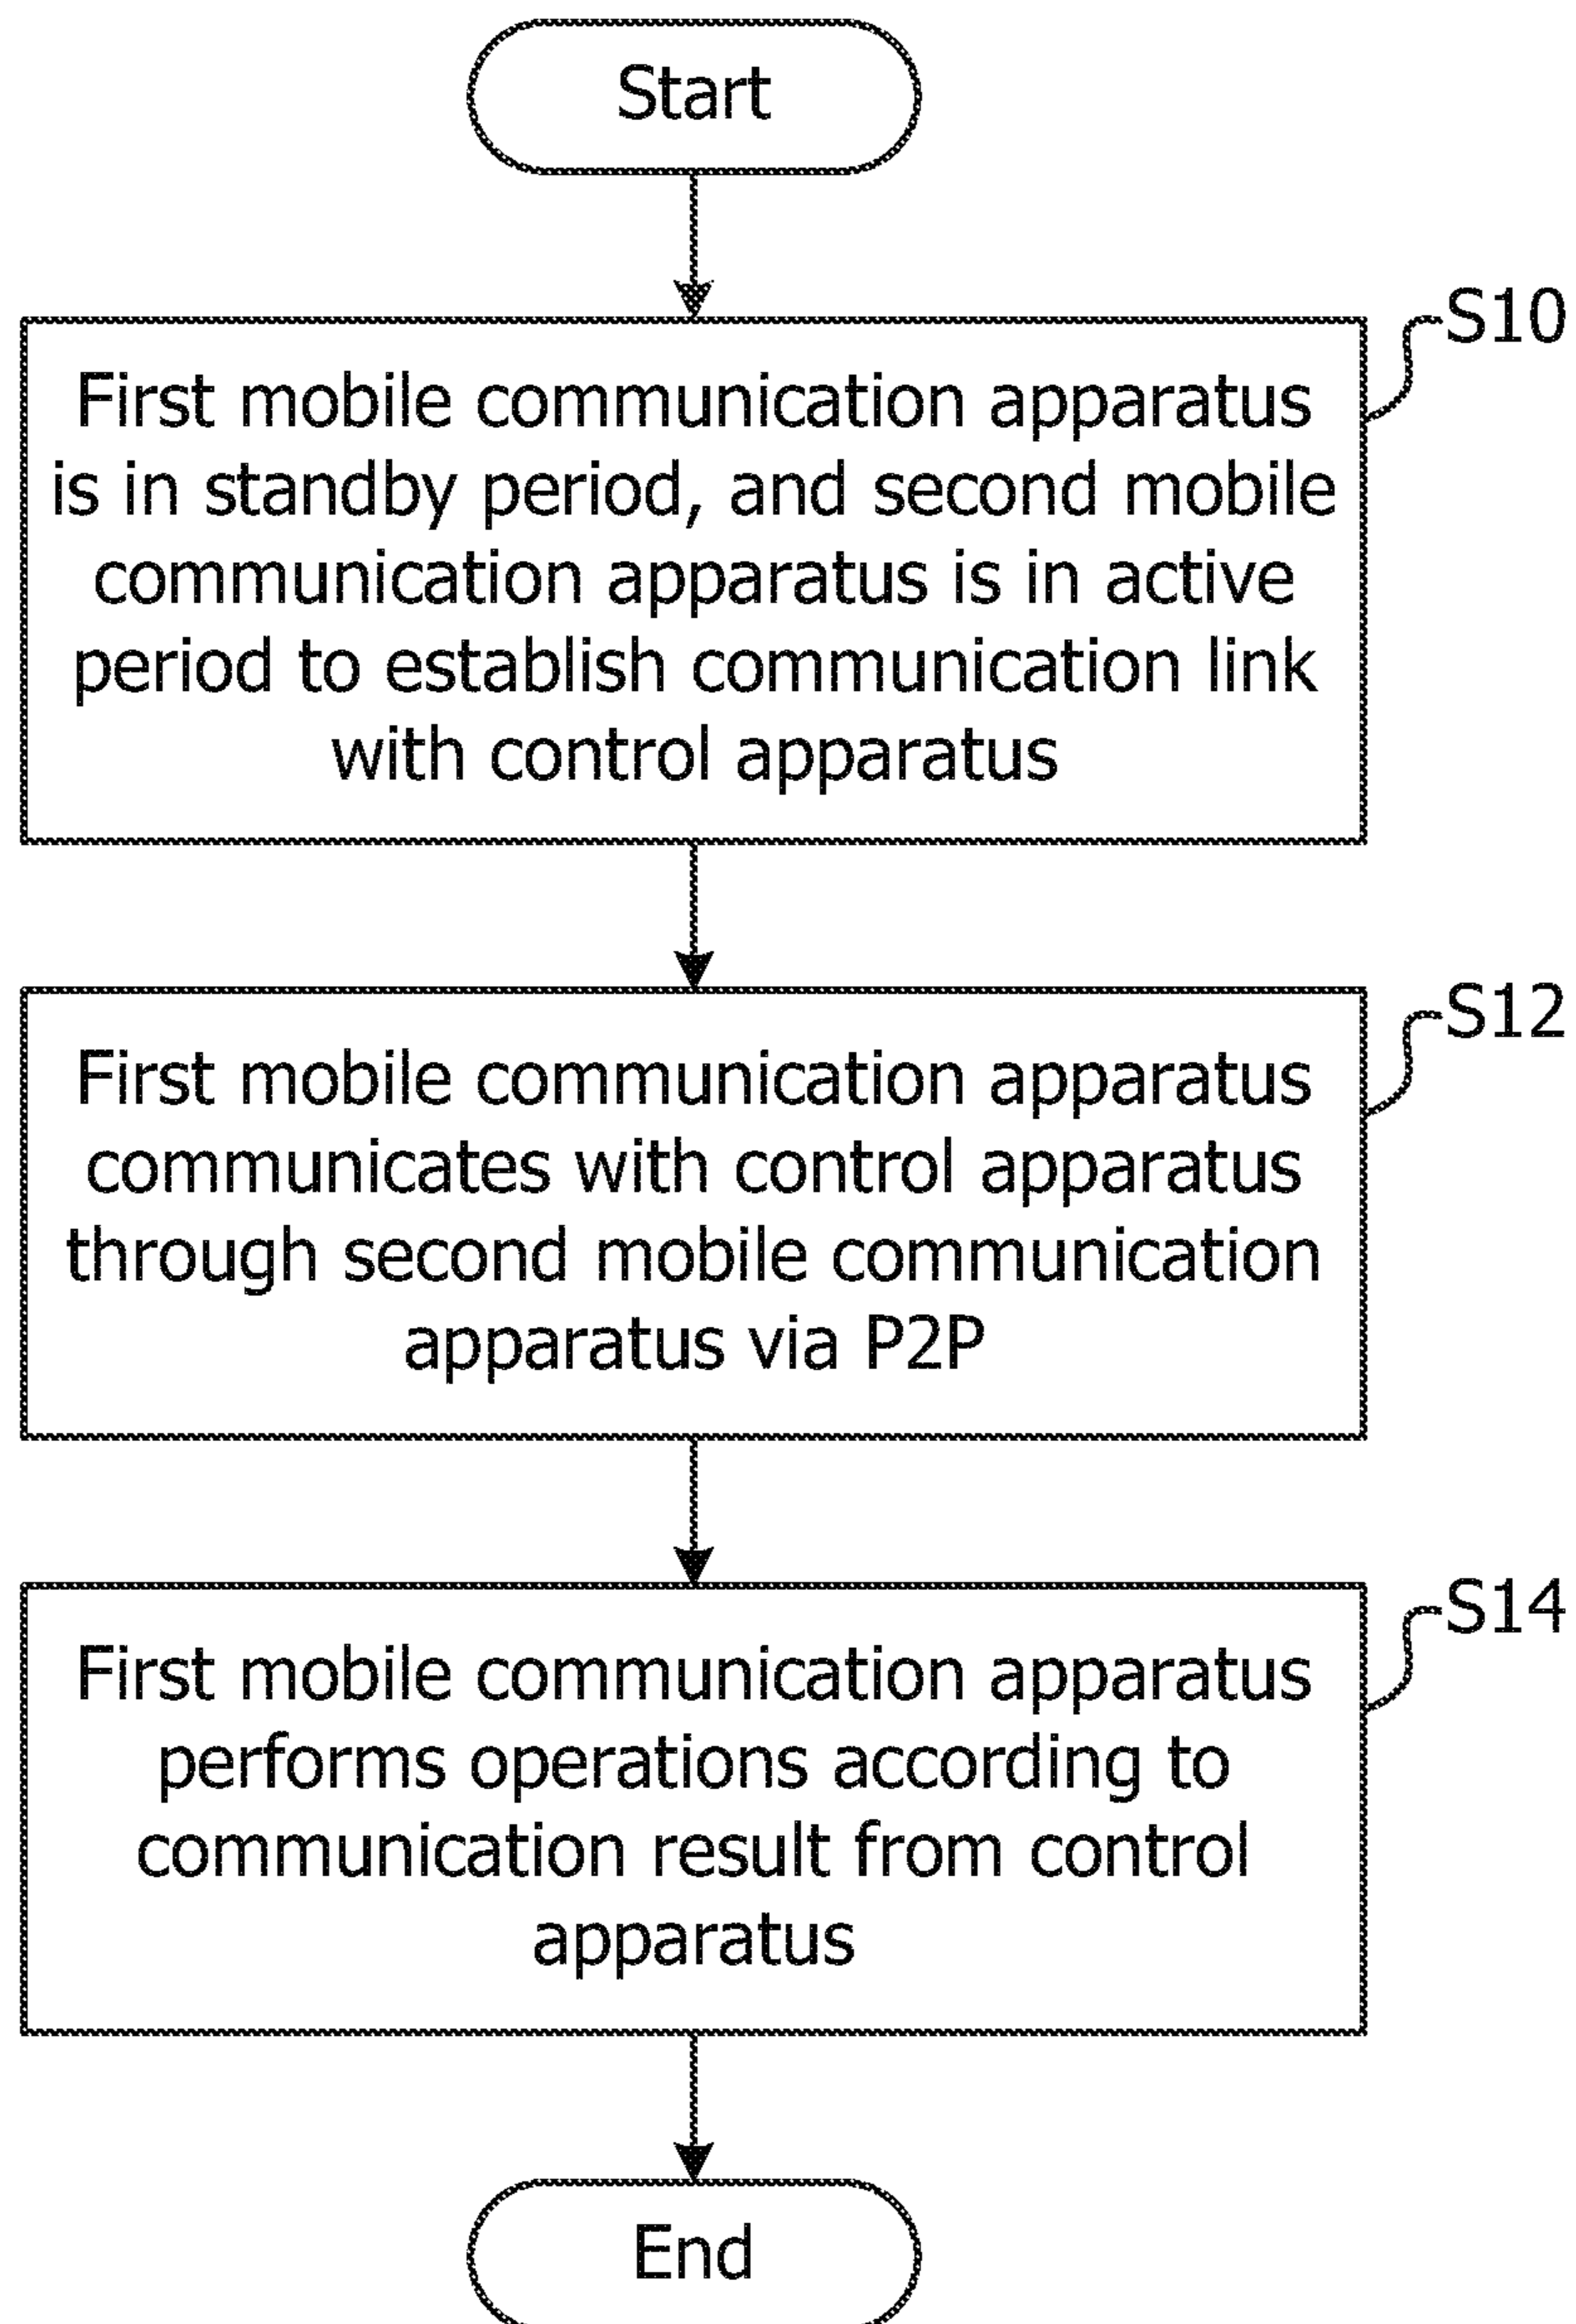 Start
S10
First mobile communication apparatus
is in standby period, and second mobile
communication apparatus is in active
period to establish communication link
with control apparatus
S12
First mobile communication apparatus
communicates with control apparatus
through second mobile communication
apparatus via P2P
S14
First mobile communication apparatus
performs operations according to
communication result from control
apparatus
End